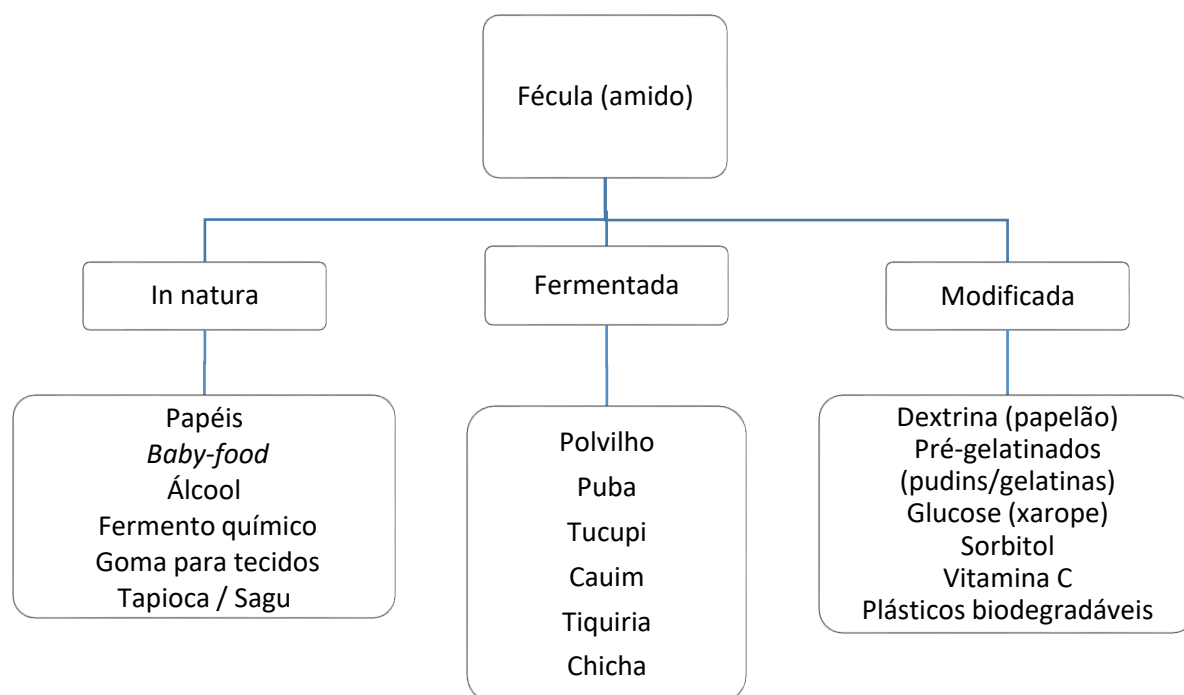 Fécula (amido)
In natura
Fermentada
Modificada
Papéis
Baby-food
Álcool
Fermento químico
Goma para tecidos
Tapioca / Sagu
Polvilho
Puba
Tucupi
Cauim
Tiquiria
Chicha
Dextrina (papelão)
Pré-gelatinados
(pudins/gelatinas)
Glucose (xarope)
Sorbitol
Vitamina C
Plásticos biodegradáveis